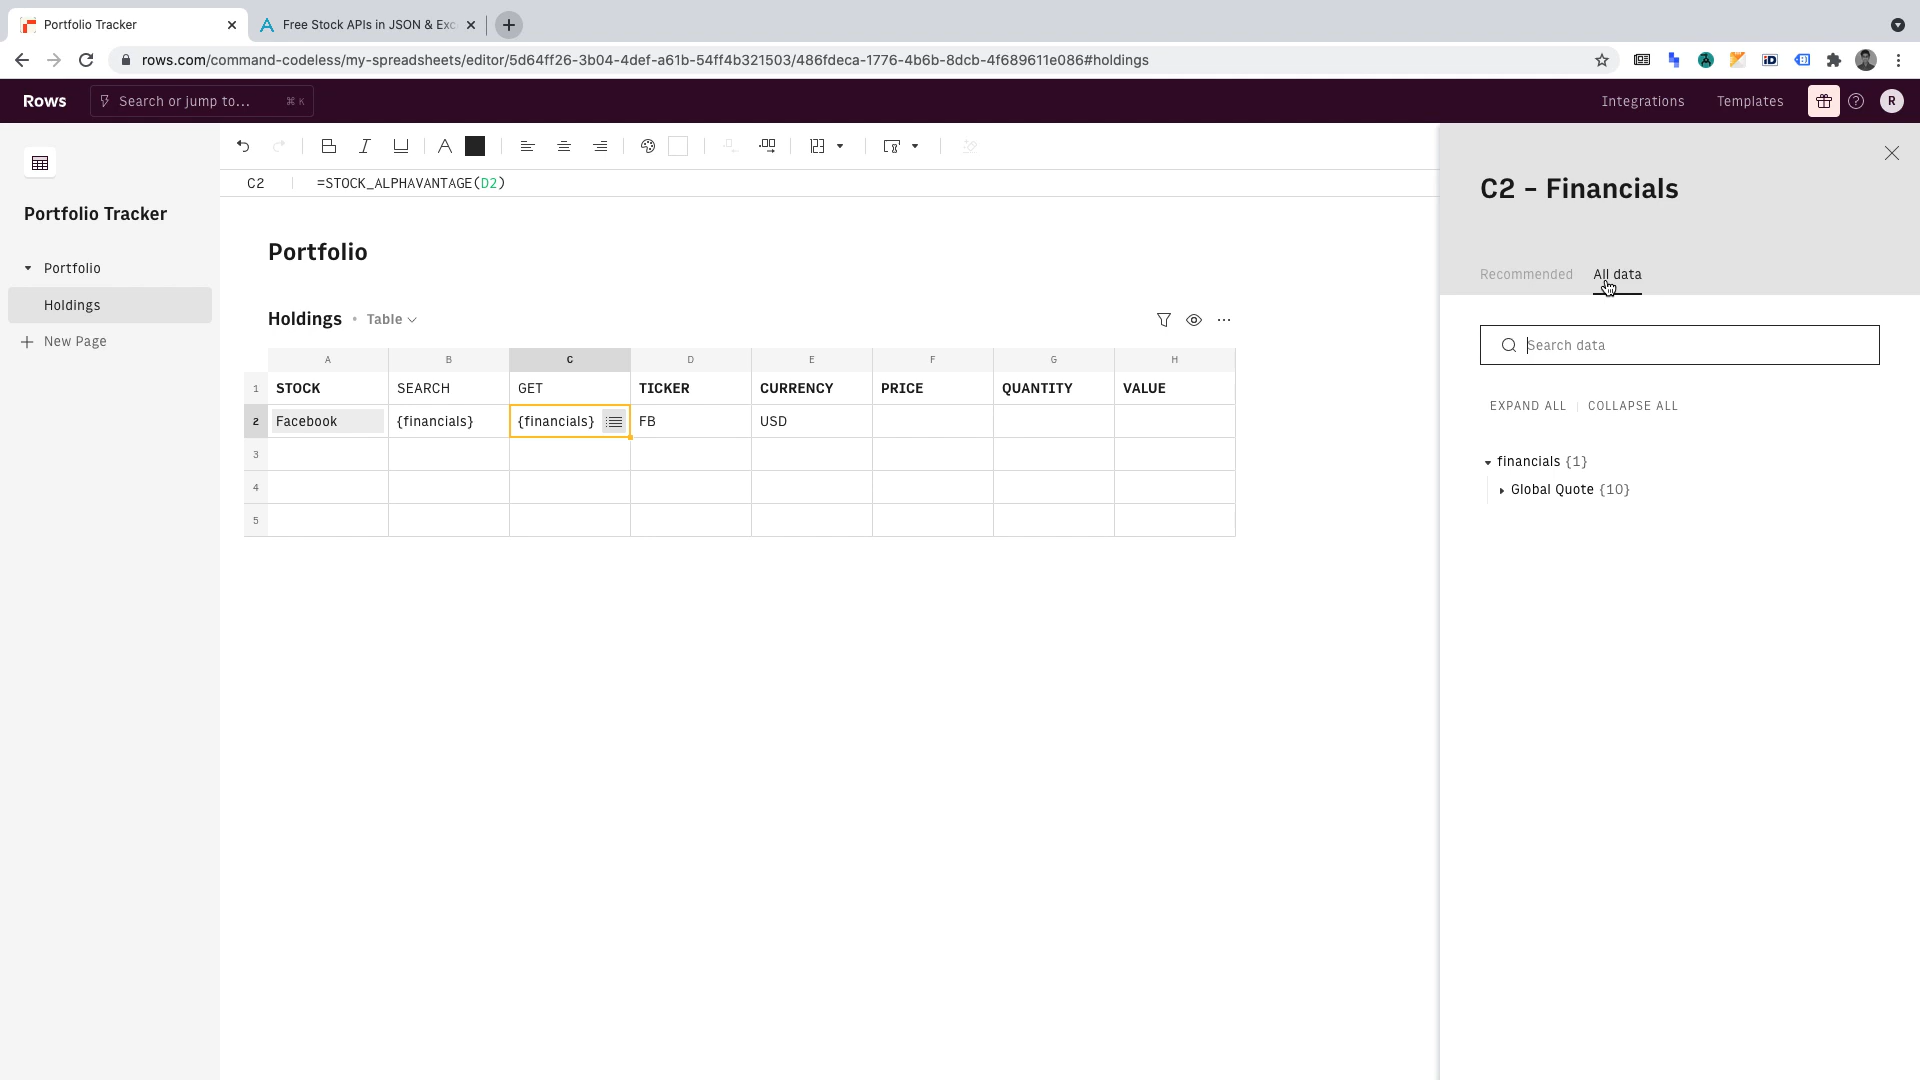 Portfolio Tracker
Free Stock APIs in JSON & Exc
rows.com/command-codeless/my-spreadsheets/editor/5d64ff26-3b04-4def-a61b-54ff4b321503/486fdeca-1776-4b6b-8dcb-4f689611e086#holdings
Rows
Search or jump to...
⌘ K
Integrations
Templates
R
Portfolio Tracker
Portfolio
Holdings
New Page
C2
=STOCK_ALPHAVANTAGE(D2)
Portfolio
Holdings • Table
A B C D E F G H
1 STOCK SEARCH GET TICKER CURRENCY PRICE QUANTITY VALUE
2 Facebook {financials} {financials} FB USD
3
4
5
C2 – Financials
Recommended All data
Search data
EXPAND ALL COLLAPSE ALL
financials {1}
Global Quote {10}